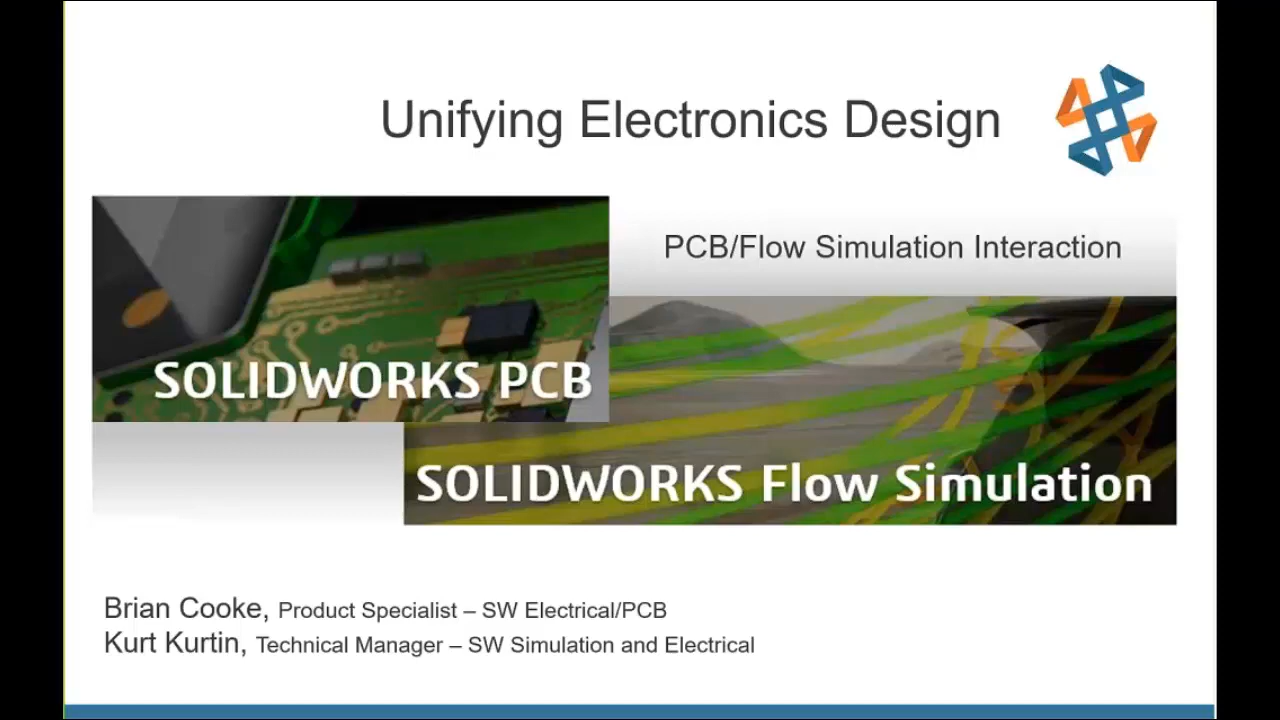 Unifying Electronics Design
PCB/Flow Simulation Interaction
SOLIDWORKS PCB
SOLIDWORKS Flow Simulation
Brian Cooke, Product Specialist – SW Electrical/PCB
Kurt Kurtin, Technical Manager – SW Simulation and Electrical